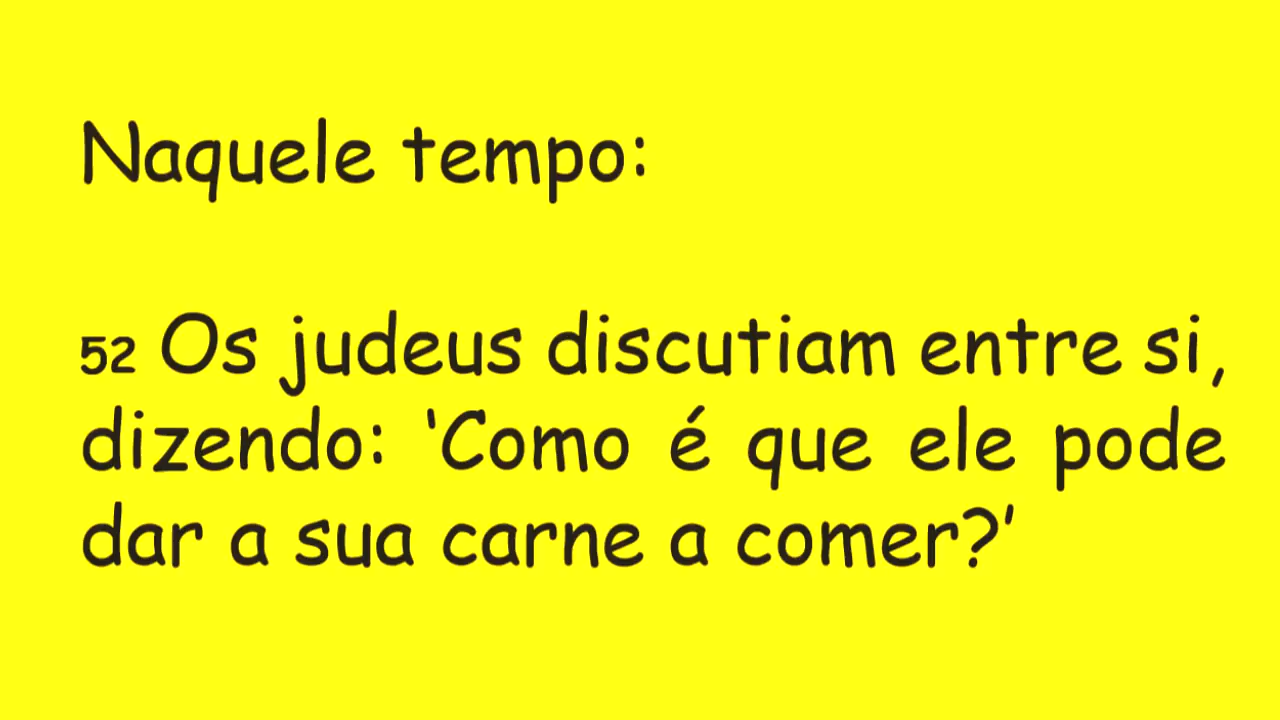 Naquele tempo:
52 Os judeus discutiam entre si,
dizendo: ‘Como é que ele pode
dar a sua carne a comer?’